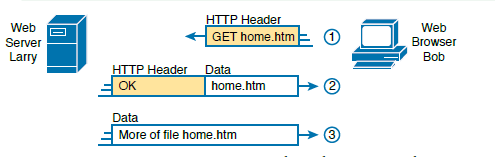 HTTP Header
Web
Server
Larry
GET home.htm
1
Web
Browser
Bob
HTTP Header Data
OK home.htm
2
Data
More of file home.htm
3